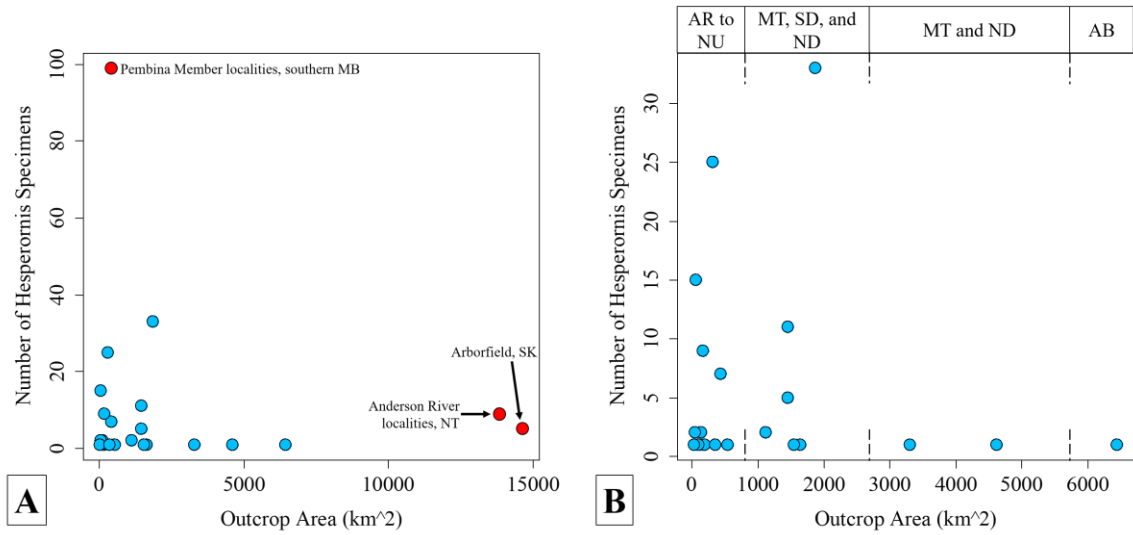 Number of Hesperornis Specimens
100
80
60
40
20
0
Pembina Member localities, southern MB
Arborfield, SK
Anderson River
localities, NT
0
5000
10000
15000
Outcrop Area (km^2)
A
AR to
NU
MT, SD, and
ND
MT and ND
AB
Number of Hesperornis Specimens
30
25
20
15
10
5
0
0
1000
2000
3000
4000
5000
6000
Outcrop Area (km^2)
B